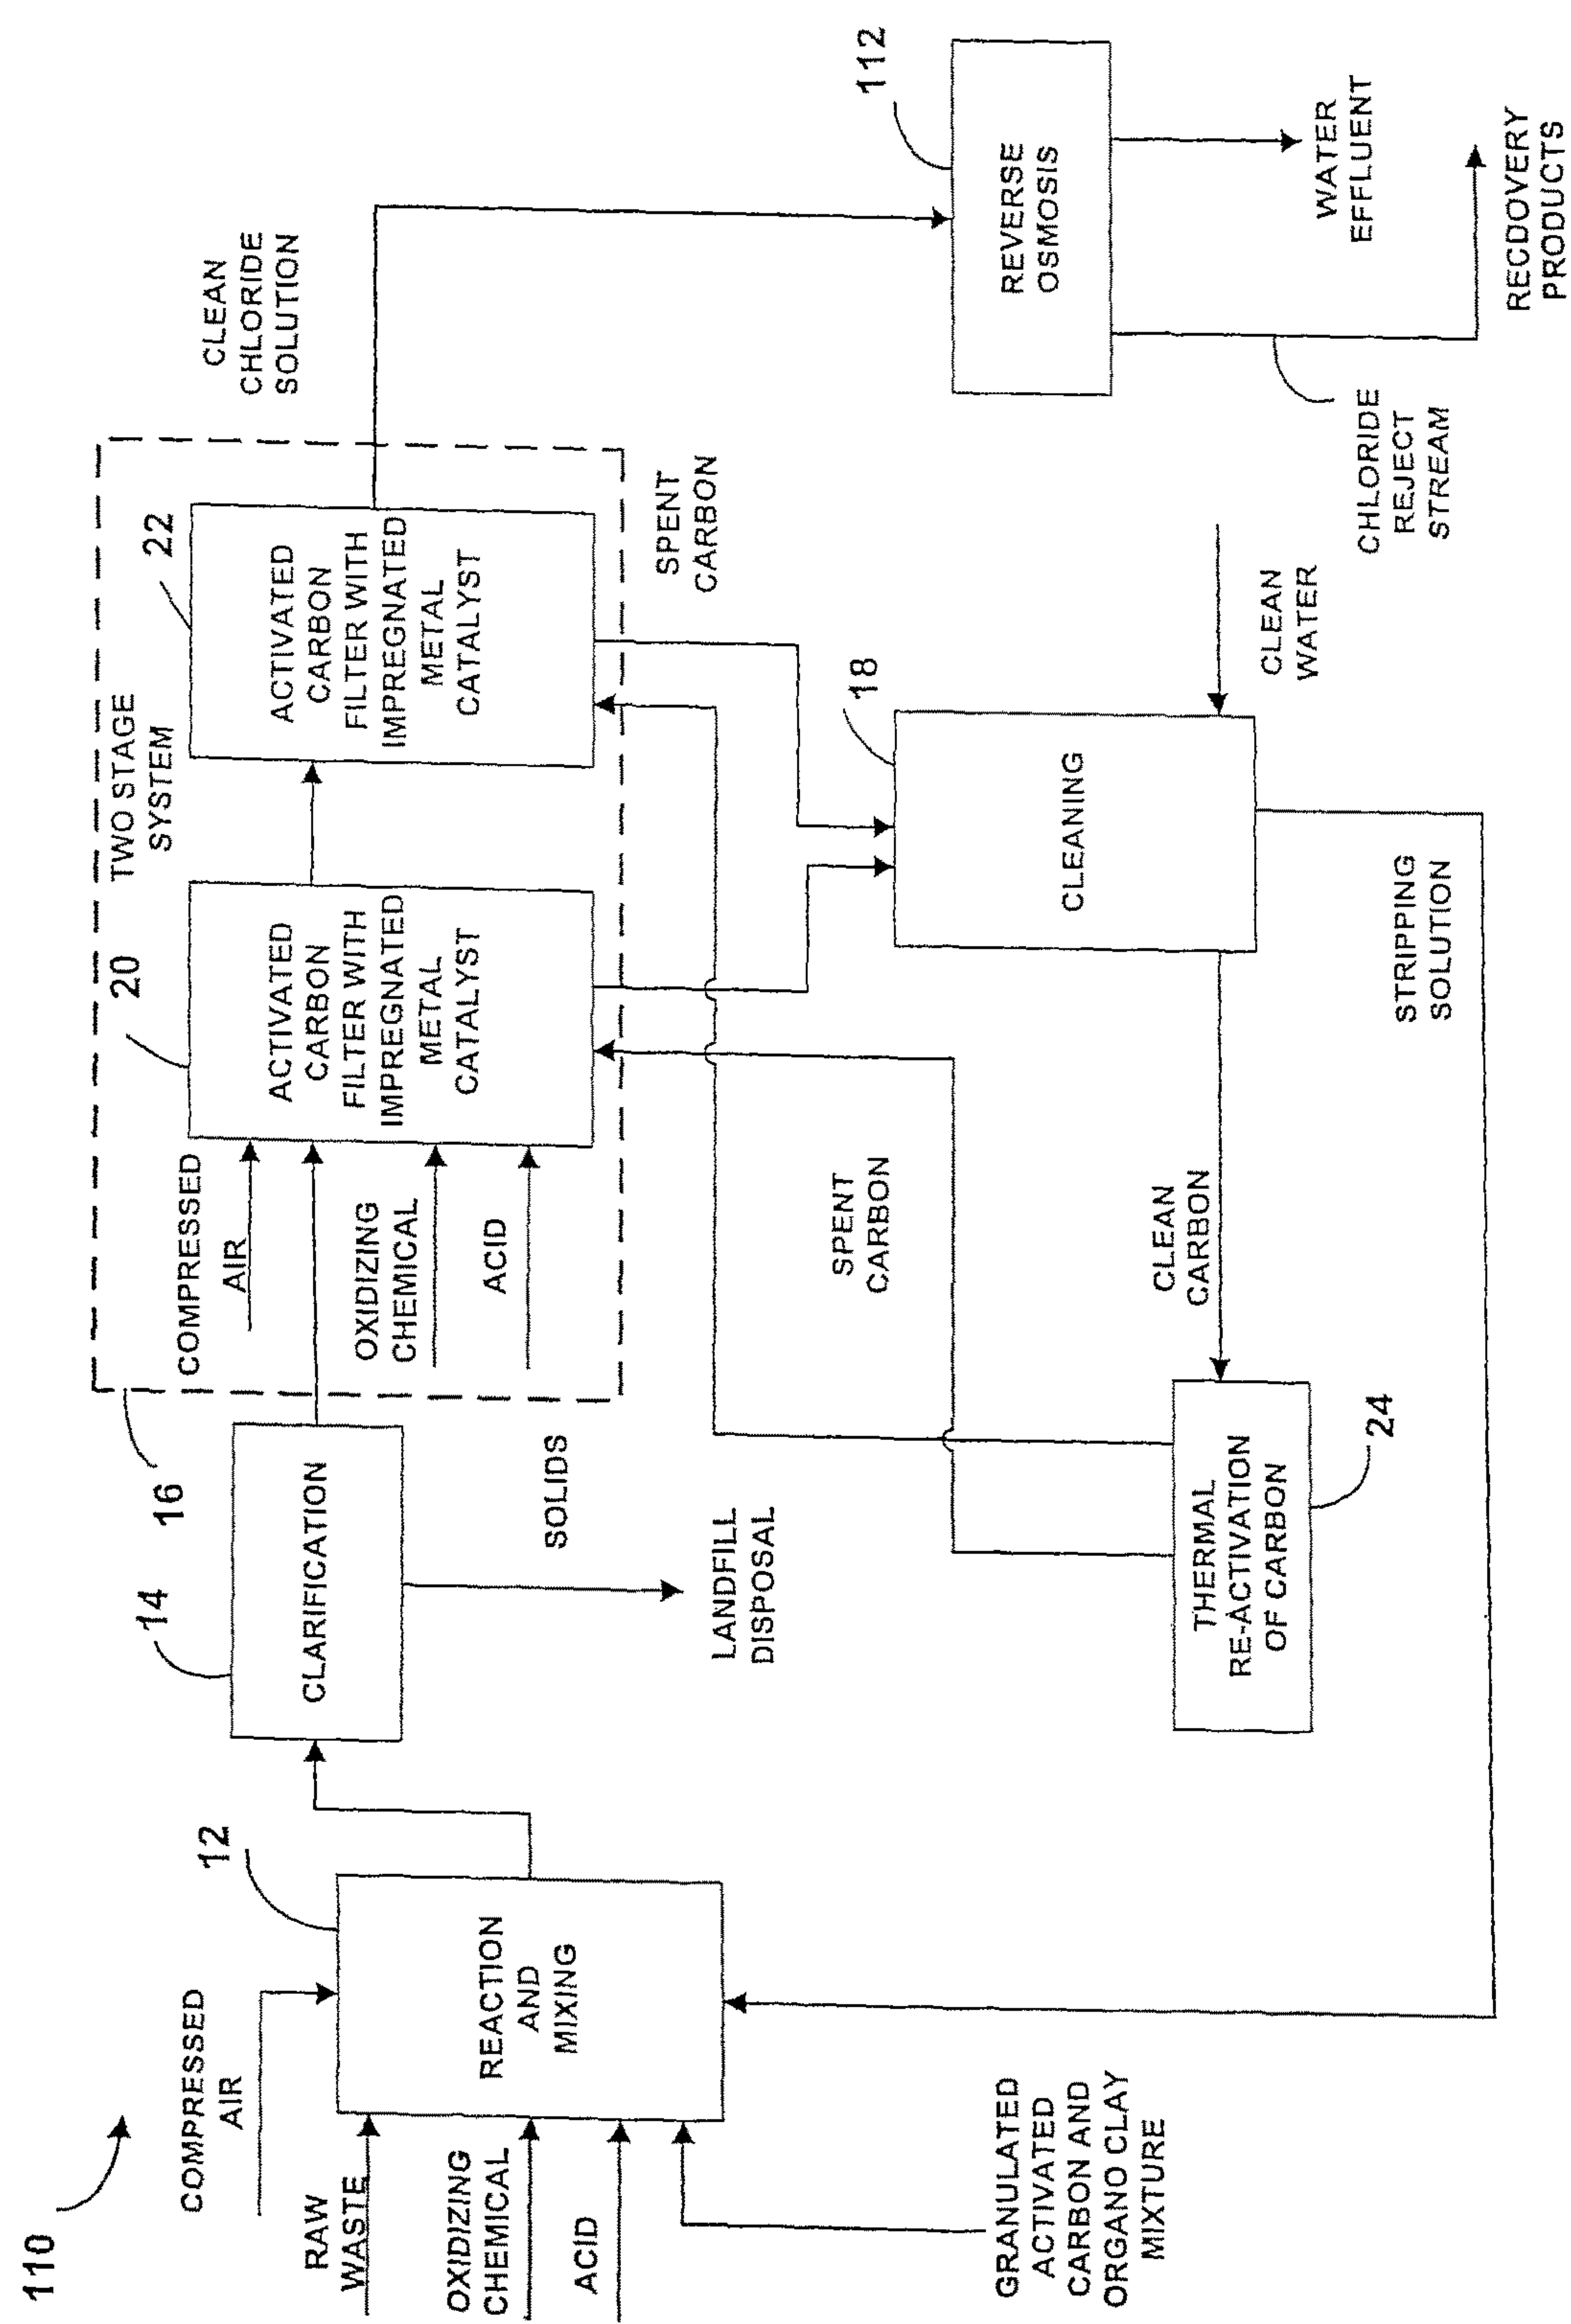 110
COMPRESSED
AIR
RAW
WASTE
OXIDIZING
CHEMICAL
ACID
GRANULATED
ACTIVATED
CARBON AND
ORGANO CLAY
MIXTURE
12
REACTION
AND
MIXING
14
CLARIFICATION
SOLIDS
LANDFILL
DISPOSAL
16
TWO STAGE
SYSTEM
COMPRESSED
AIR
OXIDIZING
CHEMICAL
ACID
20
ACTIVATED
CARBON
FILTER WITH
IMPREGNATED
METAL
CATALYST
22
ACTIVATED
CARBON
FILTER WITH
IMPREGNATED
METAL
CATALYST
SPENT
CARBON
CLEAN
CHLORIDE
SOLUTION
SPENT
CARBON
18
CLEANING
CLEAN
WATER
CLEAN
CARBON
THERMAL
RE-ACTIVATION
OF CARBON
24
STRIPPING
SOLUTION
112
REVERSE
OSMOSIS
WATER
EFFLUENT
CHLORIDE
REJECT
STREAM
RECDOVERY
PRODUCTS